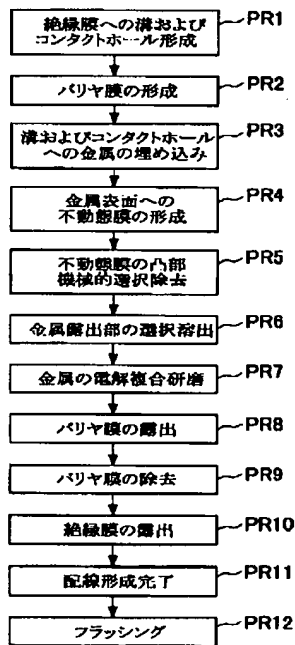 絶縁膜への溝および
コンタクトホール形成
PR1
バリヤ膜の形成
PR2
溝およびコンタクトホール
への金属の埋め込み
PR3
金属表面への
不動態膜の形成
PR4
不動態膜の凸部
機械的選択除去
PR5
金属露出部の選択溶出
PR6
金属の電解複合研磨
PR7
バリヤ膜の露出
PR8
バリヤ膜の除去
PR9
絶縁膜の露出
PR10
配線形成完了
PR11
フラッシング
PR12